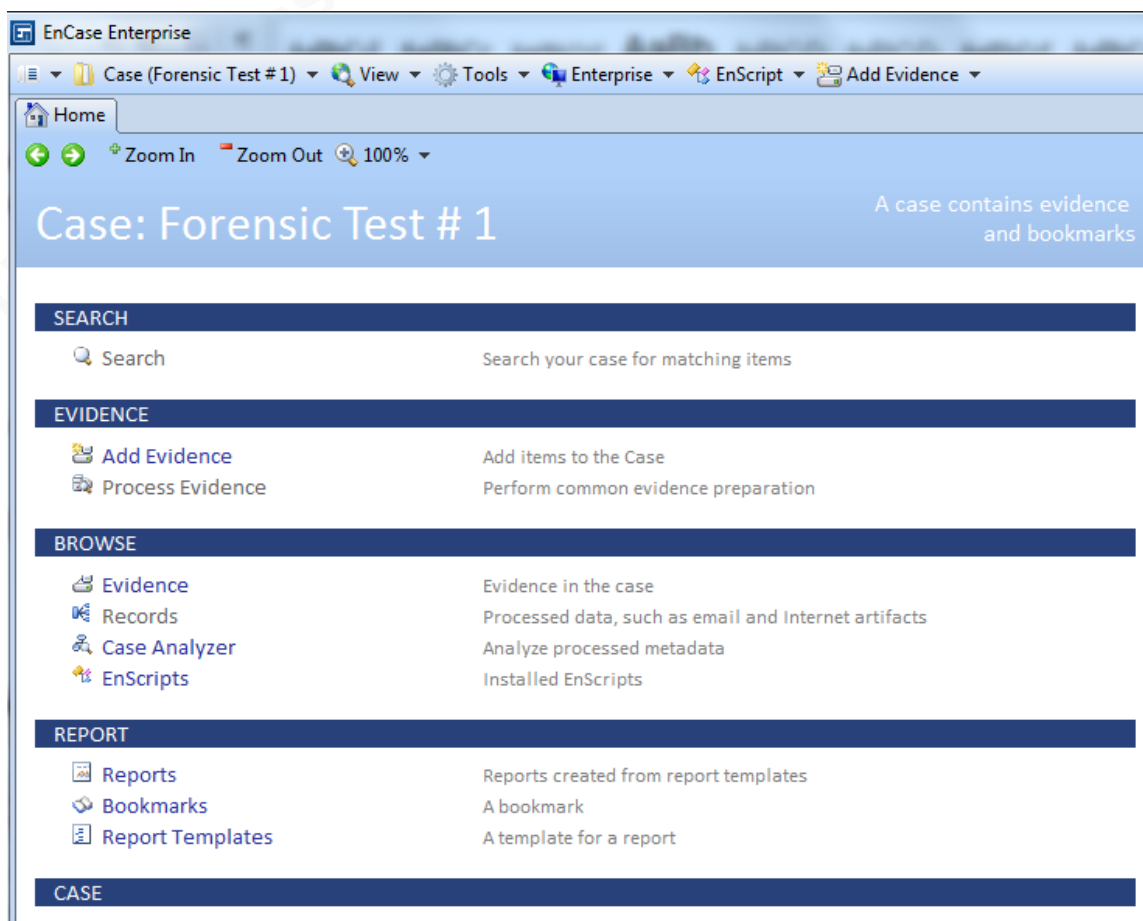 EnCase Enterprise
Case (Forensic Test #1) View Tools Enterprise EnScript Add Evidence
Home
Zoom In Zoom Out 100%
Case: Forensic Test # 1
A case contains evidence
and bookmarks
SEARCH
Search Search your case for matching items
EVIDENCE
Add Evidence Add items to the Case
Process Evidence Perform common evidence preparation
BROWSE
Evidence Evidence in the case
Records Processed data, such as email and Internet artifacts
Case Analyzer Analyze processed metadata
EnScripts Installed EnScripts
REPORT
Reports Reports created from report templates
Bookmarks A bookmark
Report Templates A template for a report
CASE